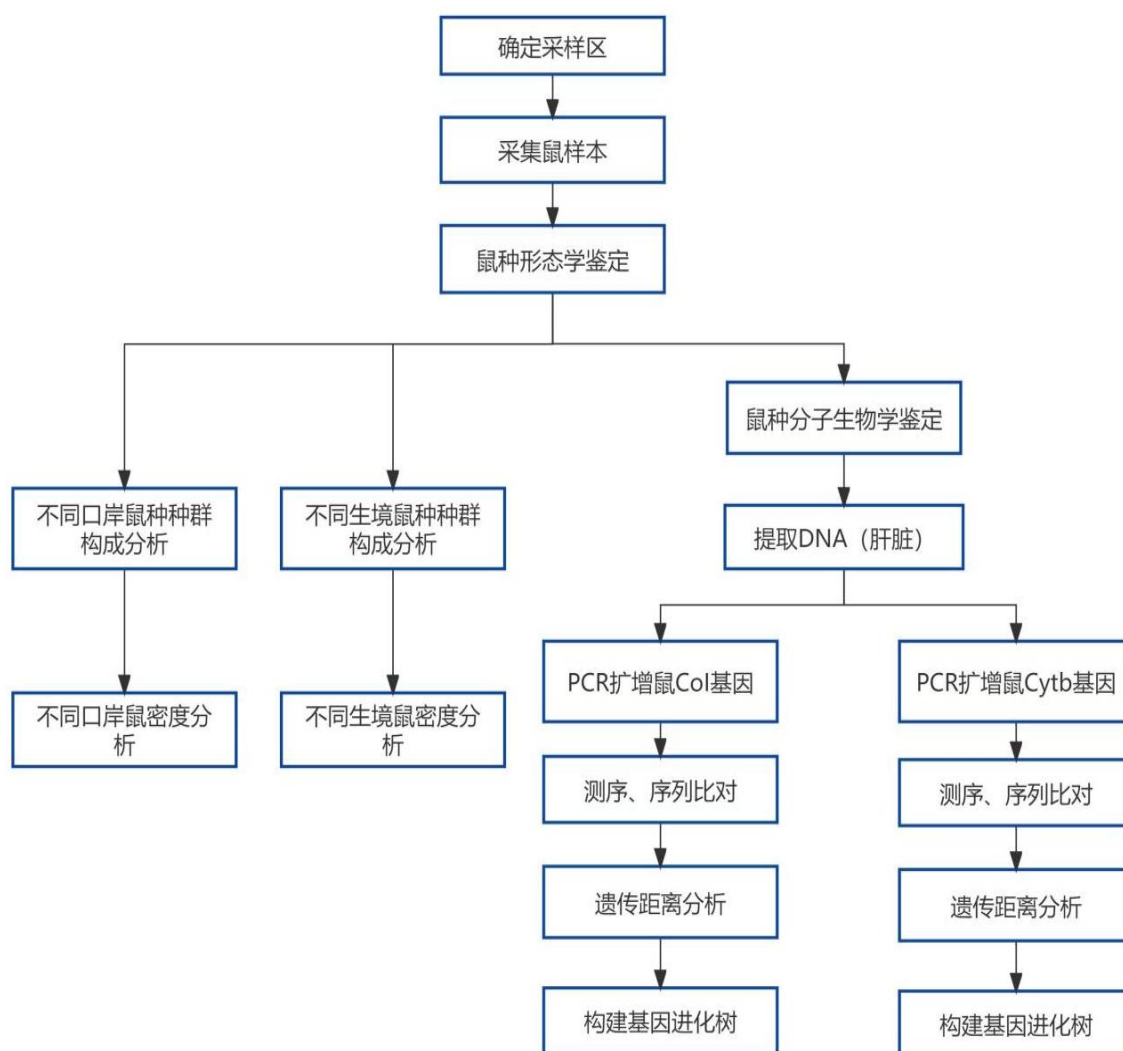 确定采样区
采集鼠样本
鼠种形态学鉴定
鼠种分子生物学鉴定
不同口岸鼠种种群
构成分析
不同生境鼠种种群
构成分析
提取DNA（肝脏）
PCR扩增鼠Col基因
PCR扩增鼠Cytb基因
不同口岸鼠密度分
析
不同生境鼠密度分
析
测序、序列比对
测序、序列比对
遗传距离分析
遗传距离分析
构建基因进化树
构建基因进化树